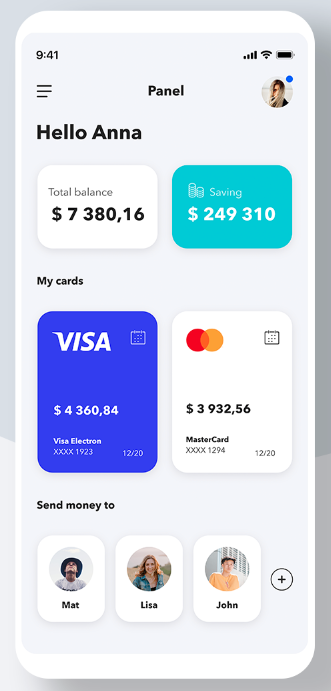 9:41
Panel
Hello Anna
Total balance
$ 7 380,16
Saving
$ 249 310
My cards
VISA
$ 4 360,84
Visa Electron
XXXX 1923
12/20
$ 3 932,56
MasterCard
XXXX 1294
12/20
Send money to
Mat
Lisa
John